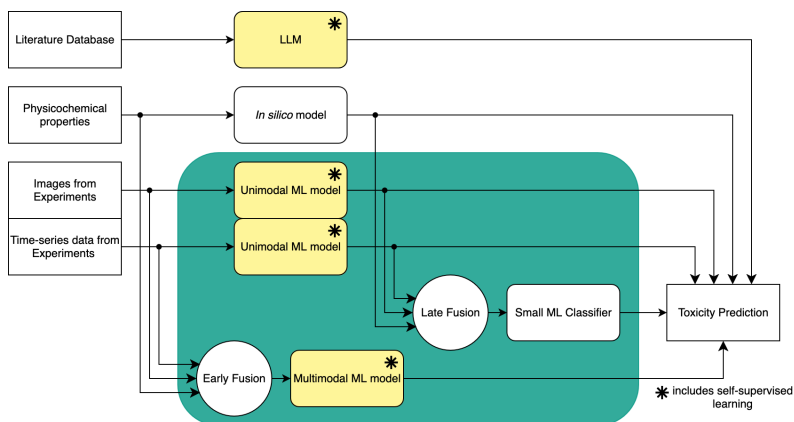 Literature Database
LLM
Physicochemical
properties
In silico model
Images from
Experiments
Unimodal ML model
Time-series data from
Experiments
Unimodal ML model
Late Fusion
Small ML Classifier
Toxicity Prediction
Early Fusion
Multimodal ML model
includes self-supervised
learning